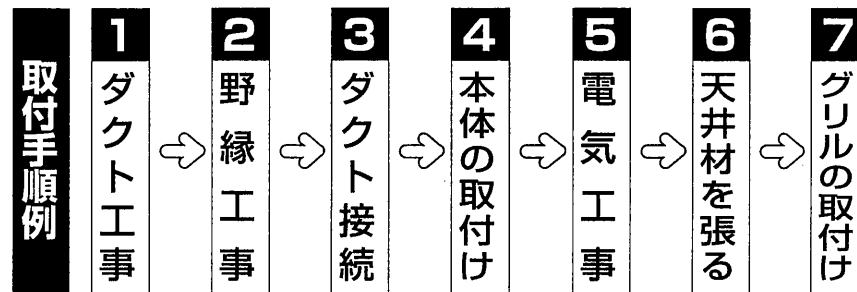 取付手順例
1
ダクト工事
2
野縁工事
3
ダクト接続
4
本体の取付け
5
電気工事
6
天井材を張る
7
グリルの取付け